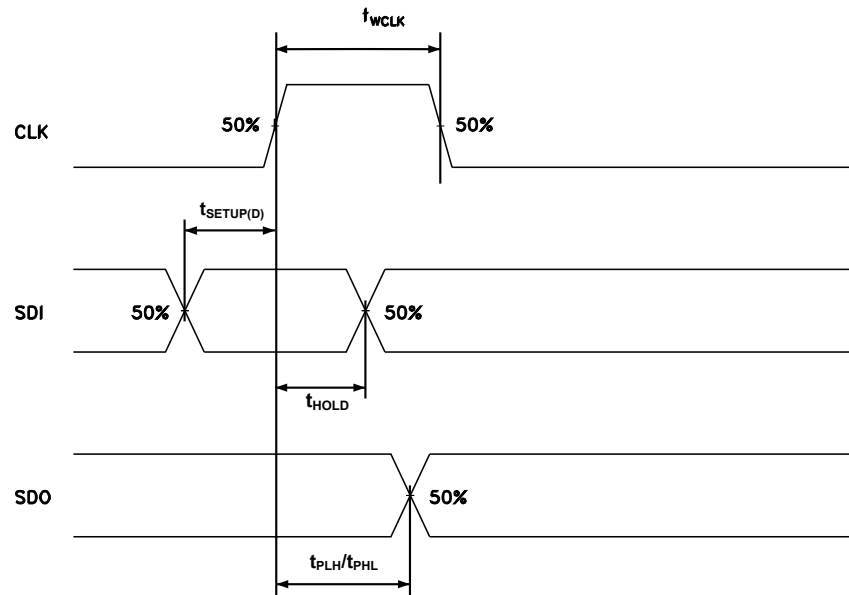 tWCLK
CLK
50%
50%
tSETUP(D)
SDI
50%
50%
tHOLD
SDO
50%
tPLH/tPHL